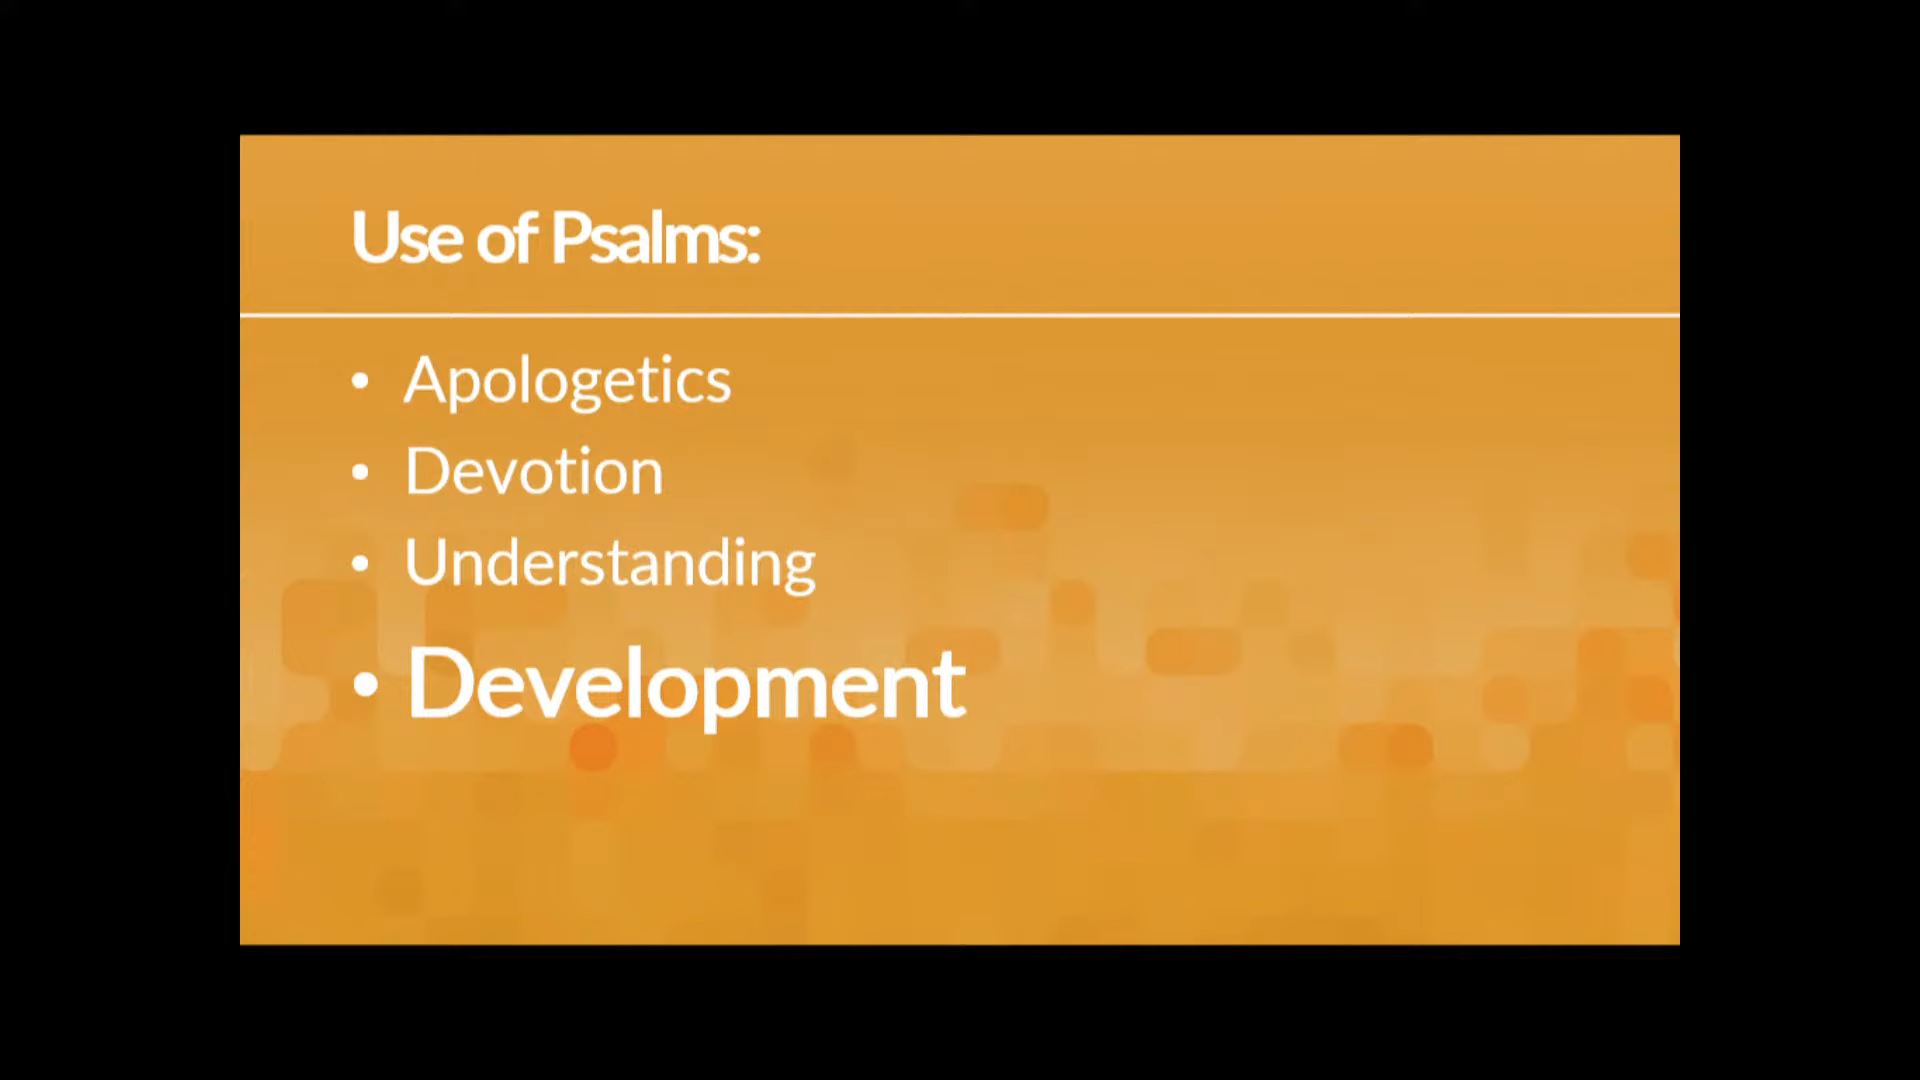 Use of Psalms:
• Apologetics
• Devotion
• Understanding
• Development